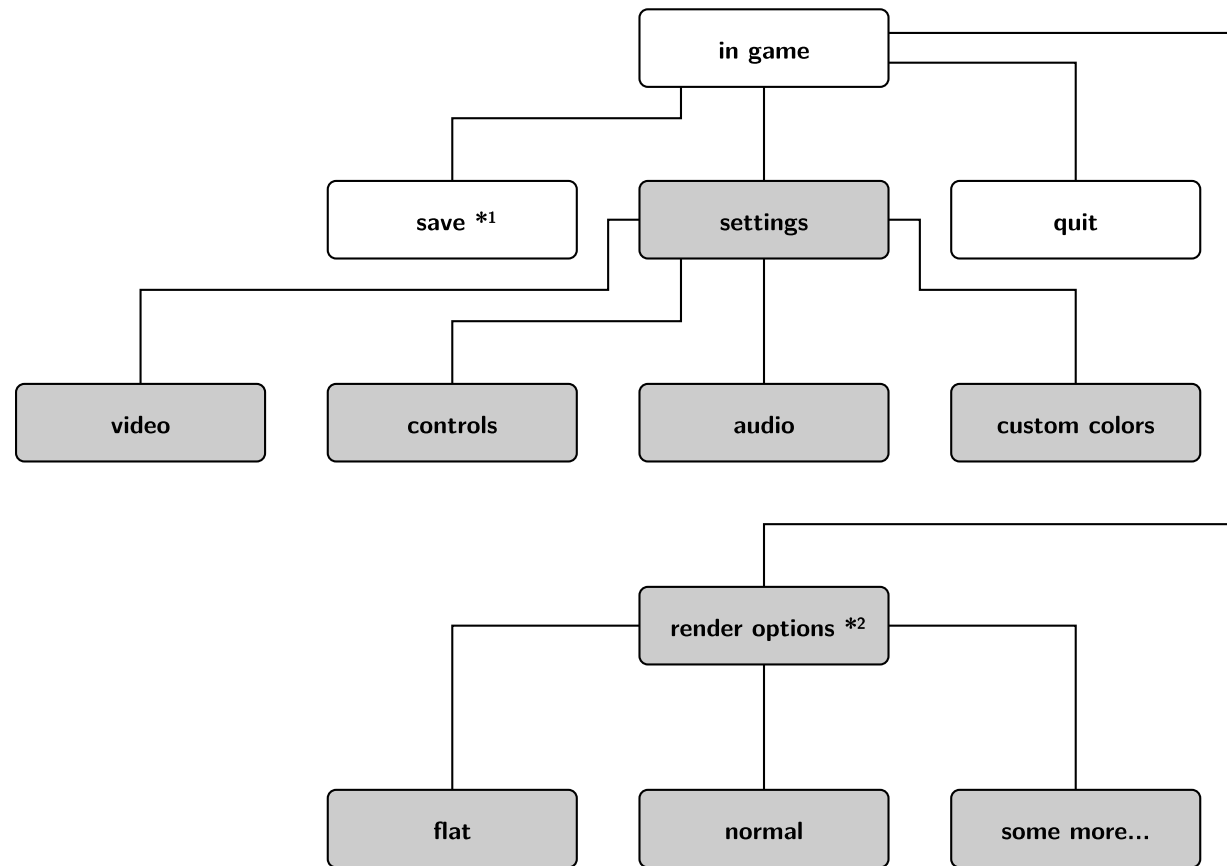 in game
save *1
settings
quit
video
controls
audio
custom colors
render options *2
flat
normal
some more...